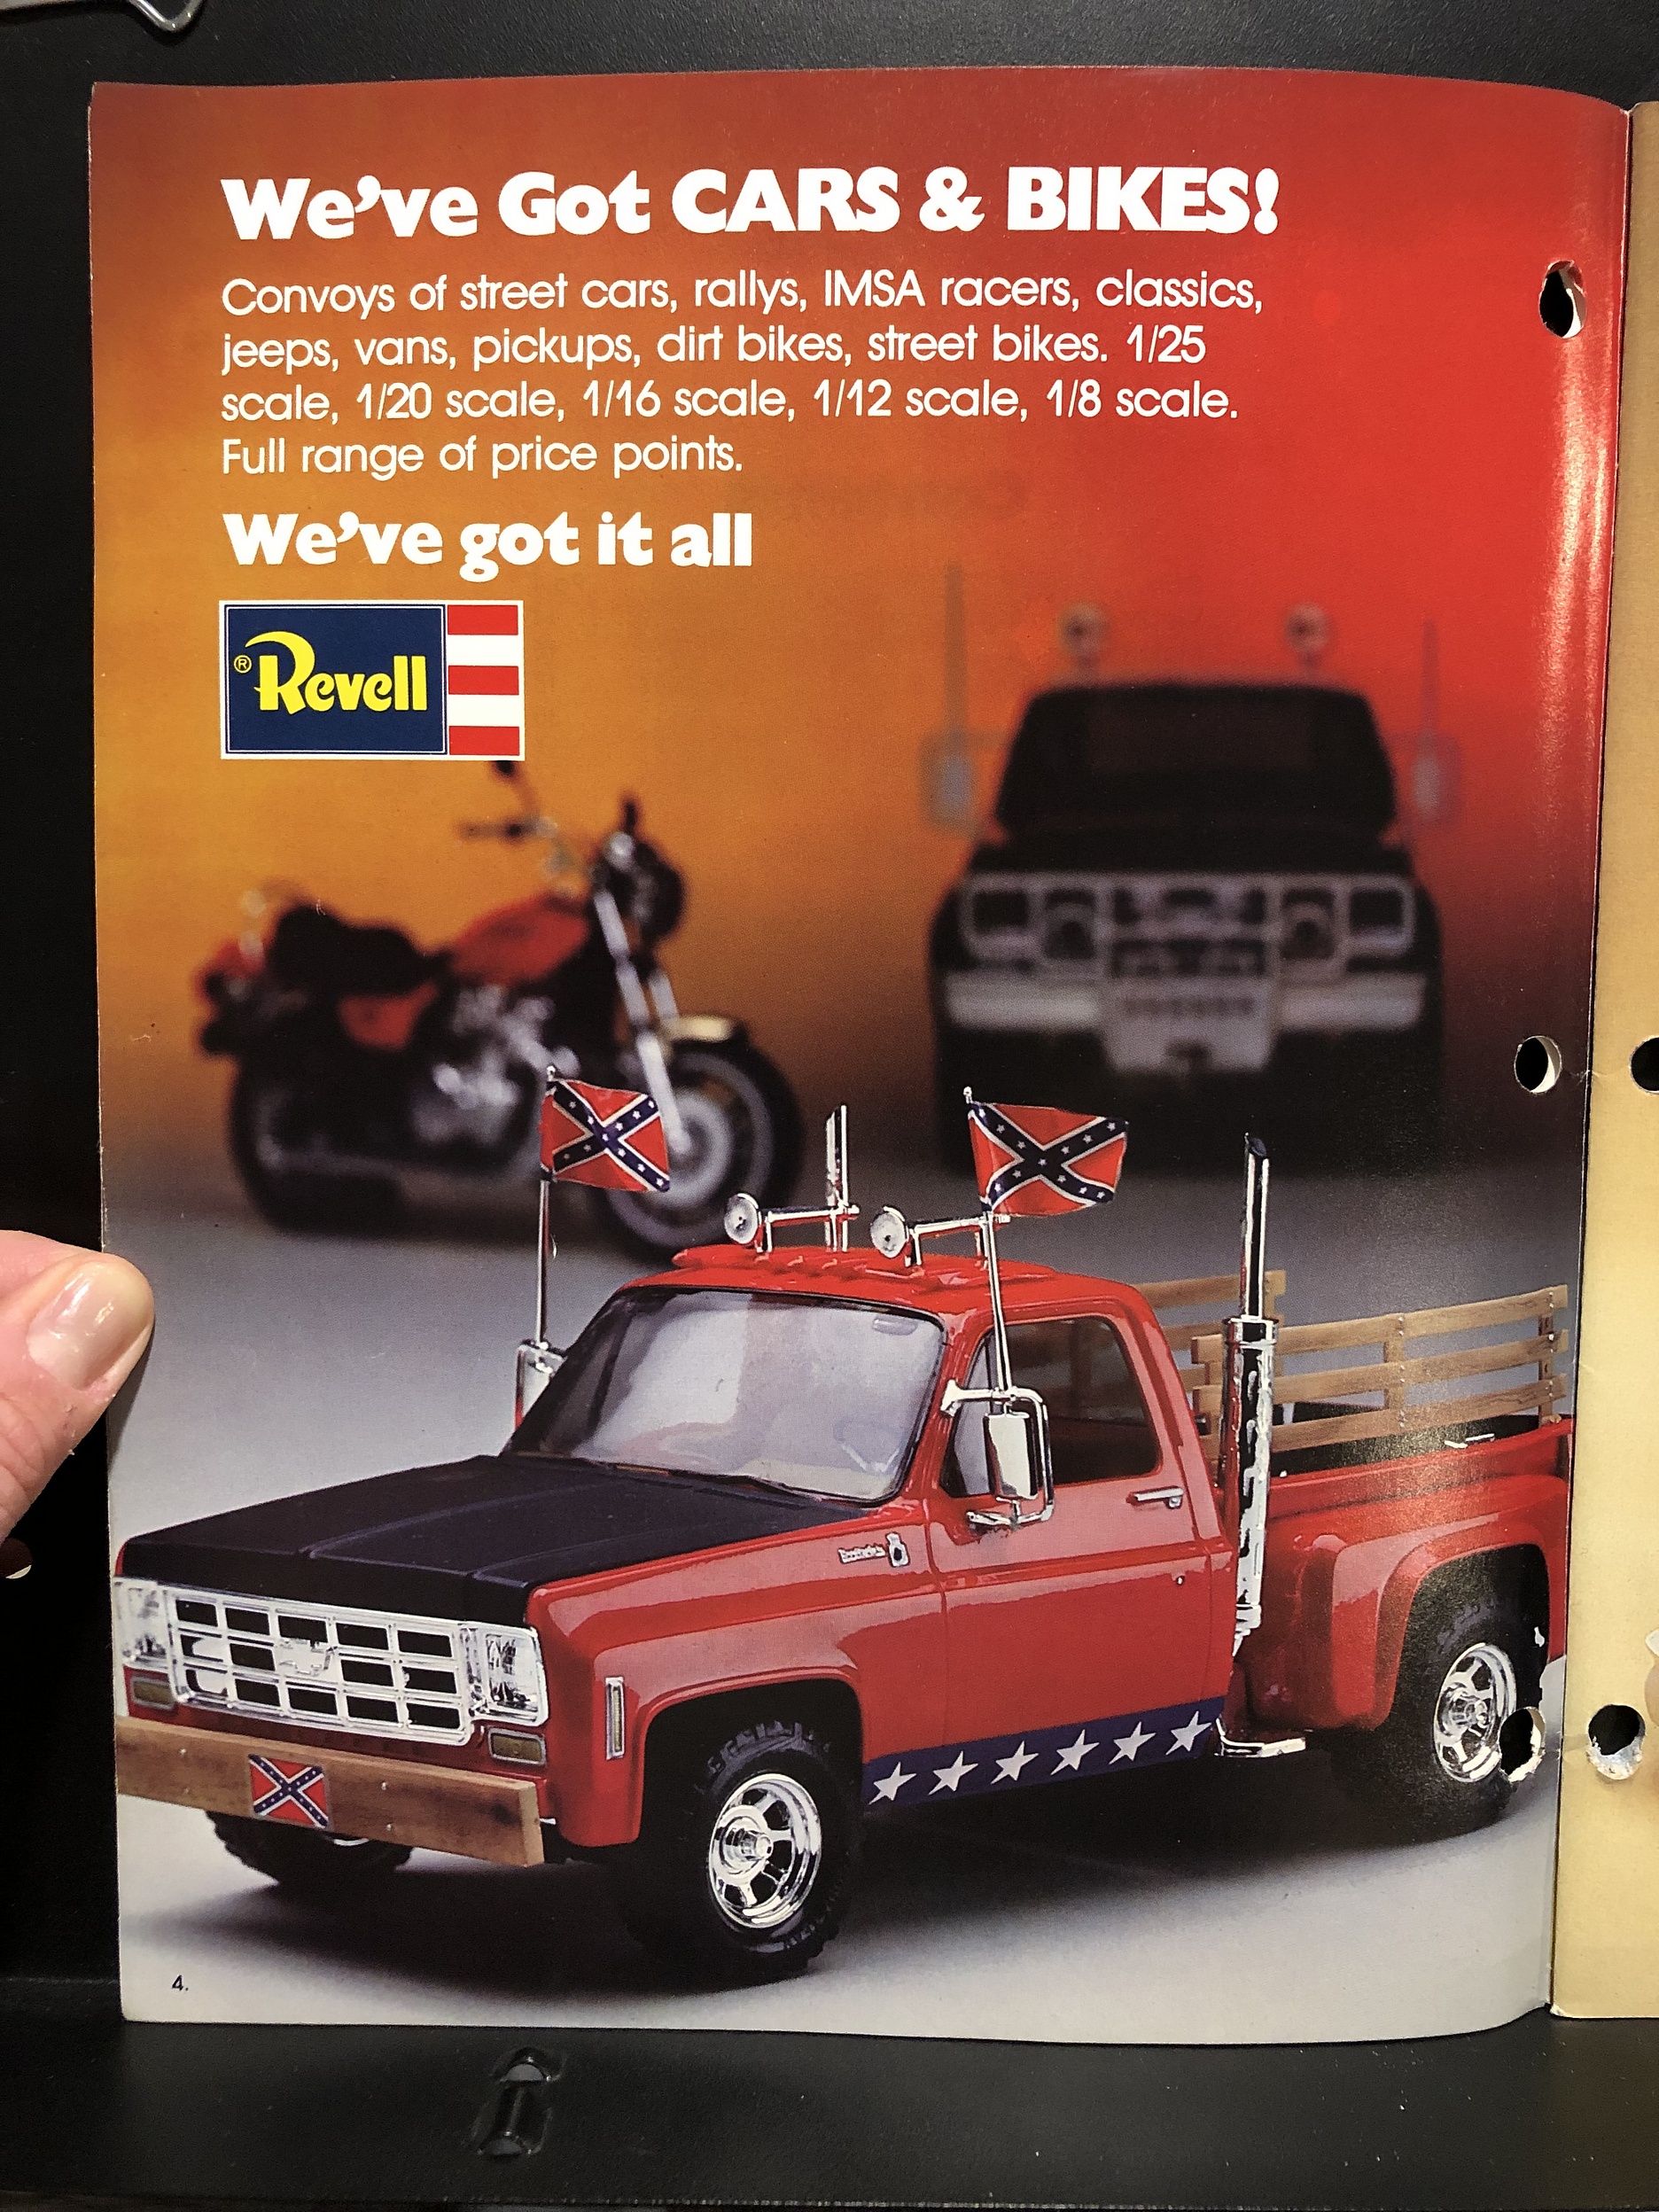 We've Got CARS & BIKES!
Convoys of street cars, rallys, IMSA racers, classics,
jeeps, vans, pickups, dirt bikes, street bikes. 1/25
scale, 1/20 scale, 1/16 scale, 1/12 scale, 1/8 scale.
Full range of price points.
We've got it all
® Revell
4.